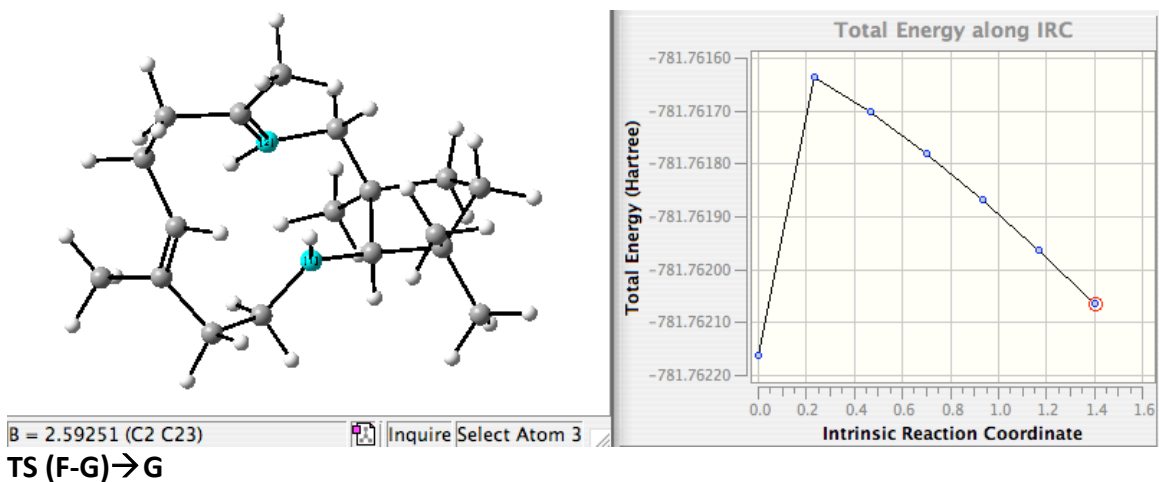 Total Energy along IRC
-781.76160
-781.76170
-781.76180
-781.76190
-781.76200
-781.76210
-781.76220
Total Energy (Hartree)
0.0 0.2 0.4 0.6 0.8 1.0 1.2 1.4 1.6
Intrinsic Reaction Coordinate
B = 2.59251 (C2 C23) Inquire Select Atom 3
TS (F-G)→G